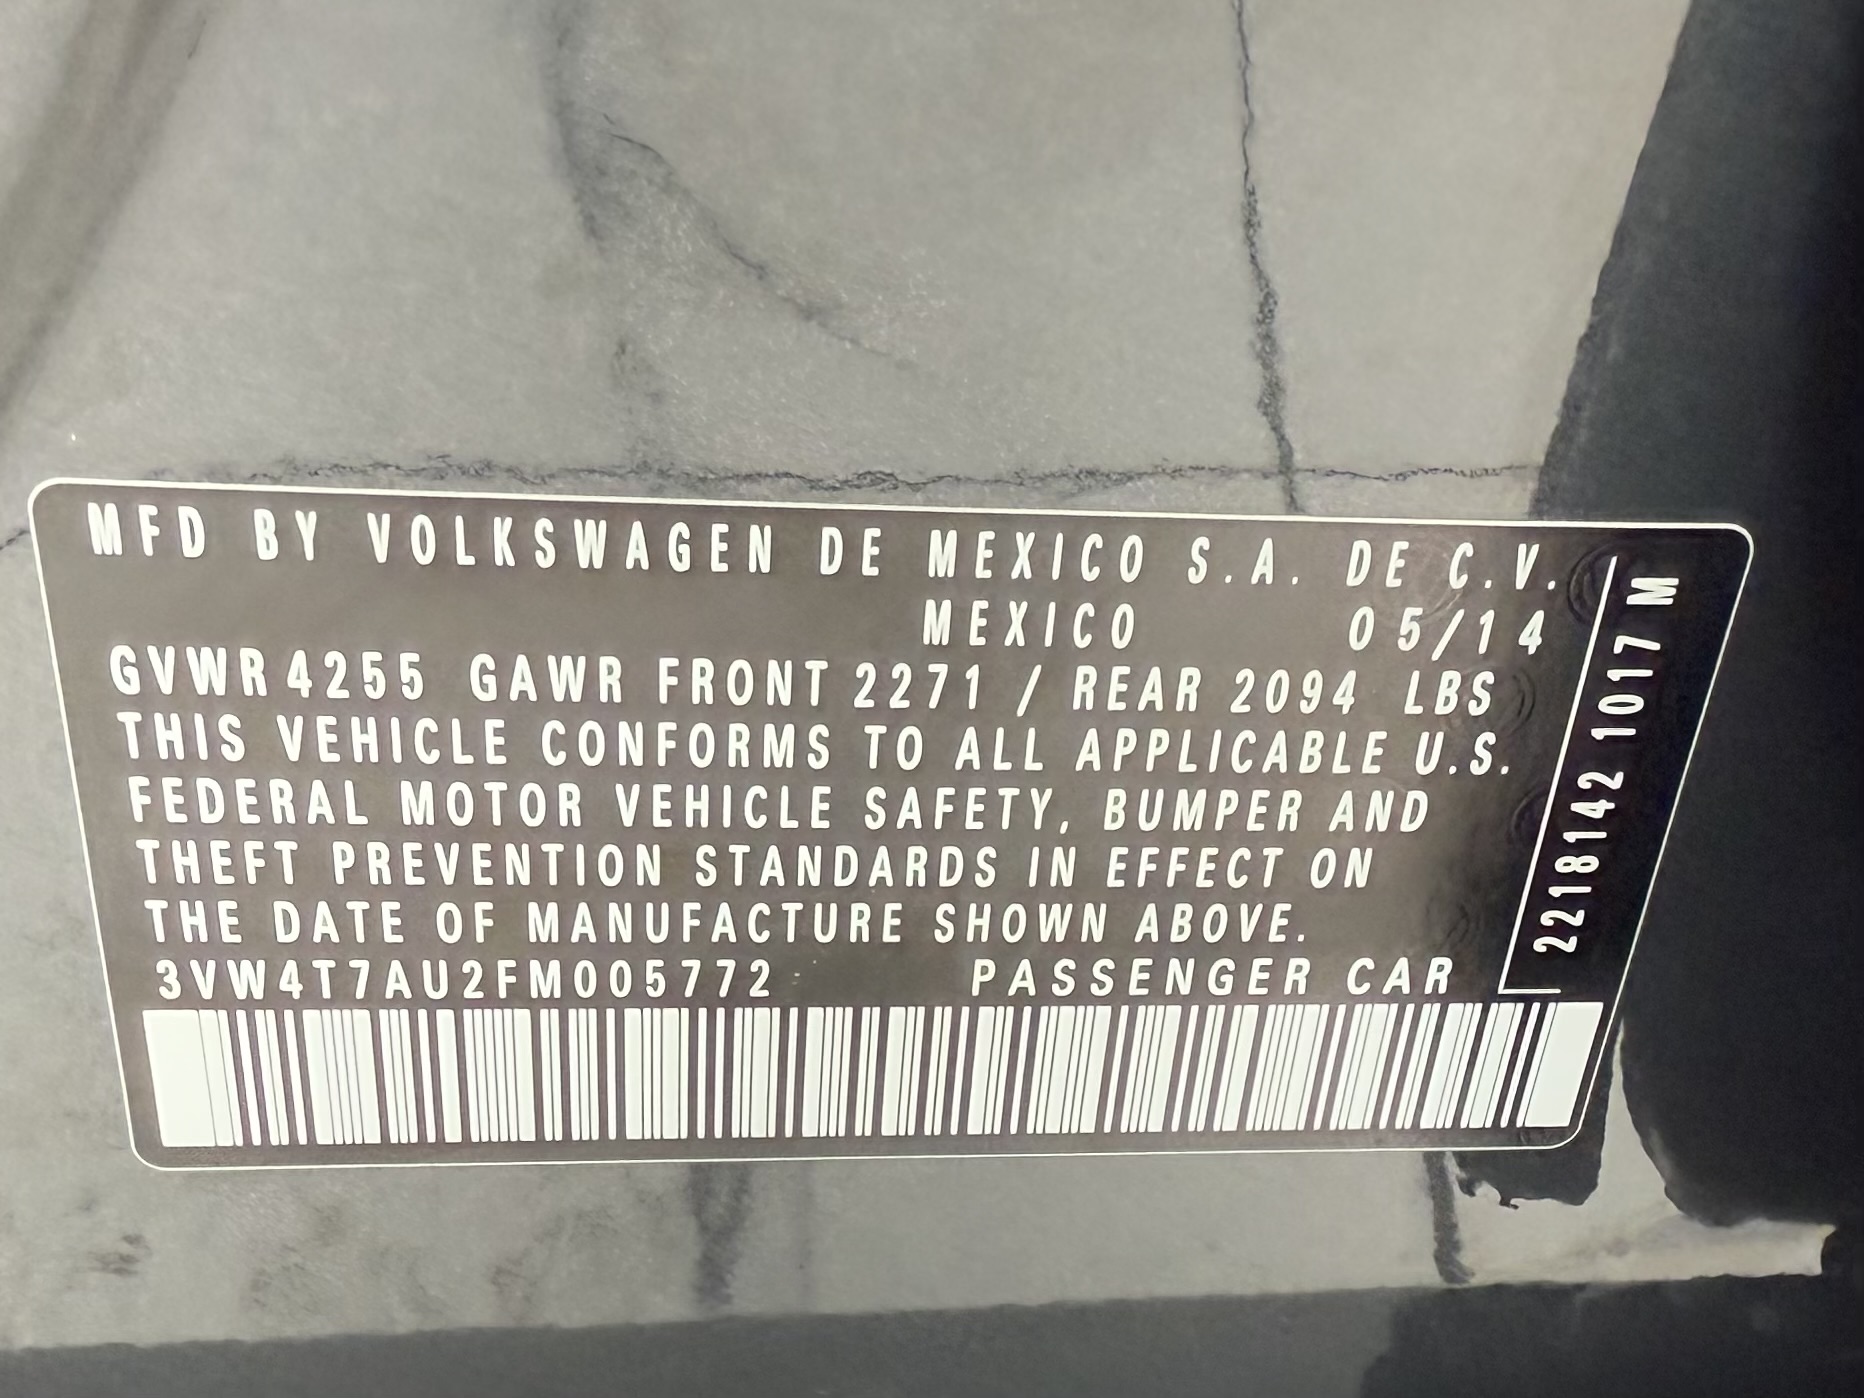 MFD BY VOLKSWAGEN DE MEXICO S.A. DE C.V.
MEXICO 05/14
GVWR 4255 GAWR FRONT 2271 / REAR 2094 LBS
THIS VEHICLE CONFORMS TO ALL APPLICABLE U.S.
FEDERAL MOTOR VEHICLE SAFETY, BUMPER AND
THEFT PREVENTION STANDARDS IN EFFECT ON
THE DATE OF MANUFACTURE SHOWN ABOVE.
3VW4T7AU2FM005772 PASSENGER CAR
2218142 1017 M